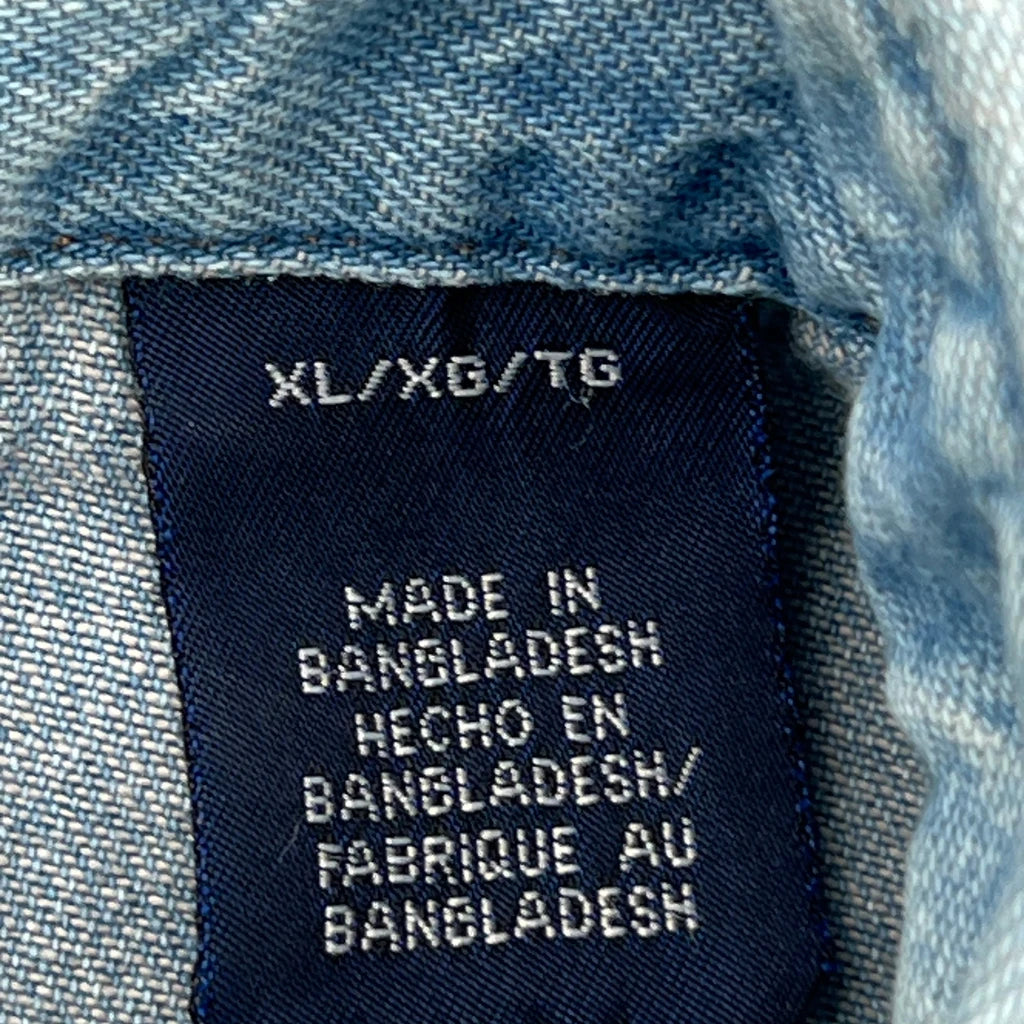 XL/XG/TG
MADE IN
BANGLADESH
HECHO EN
BANGLADESH/
FABRIQUE AU
BANGLADESH